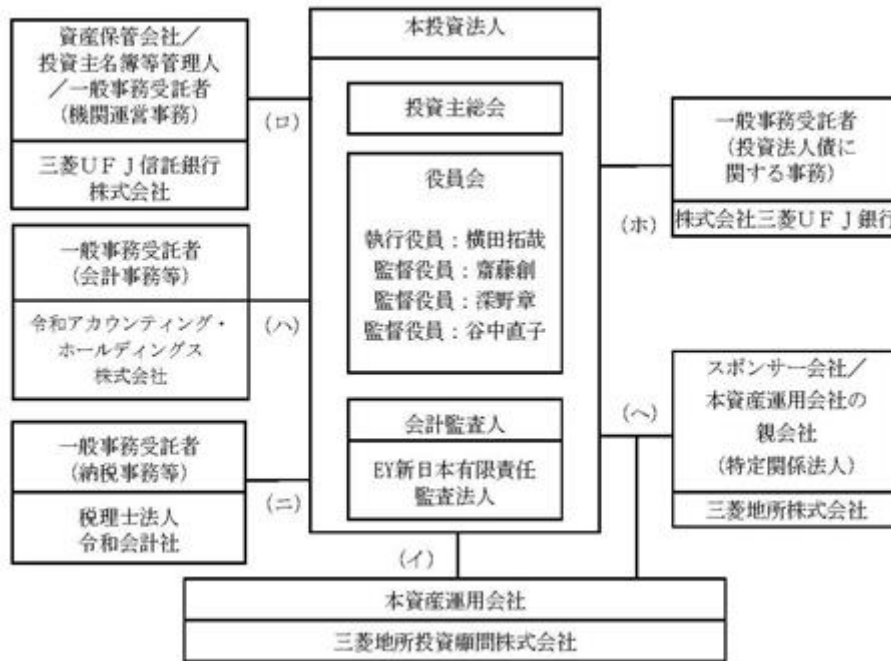 資産保管会社／
投資主名簿等管理人
／一般事務受託者
(機関運営事務)
三菱ＵＦＪ信託銀行
株式会社
(ロ)
一般事務受託者
(会計事務等)
令和アカウンティング・
ホールディングス
株式会社
(ハ)
一般事務受託者
(納税事務等)
税理士法人
令和会計社
(ニ)
本投資法人
投資主総会
役員会
執行役員：横田拓哉
監督役員：齋藤創
監督役員：深野章
監督役員：谷中直子
会計監査人
EY新日本有限責任
監査法人
(イ)
一般事務受託者
(投資法人債に
関する事務)
株式会社三菱ＵＦＪ銀行
(ホ)
スポンサー会社／
本資産運用会社の
親会社
(特定関係法人)
三菱地所株式会社
(ヘ)
本資産運用会社
三菱地所投資顧問株式会社